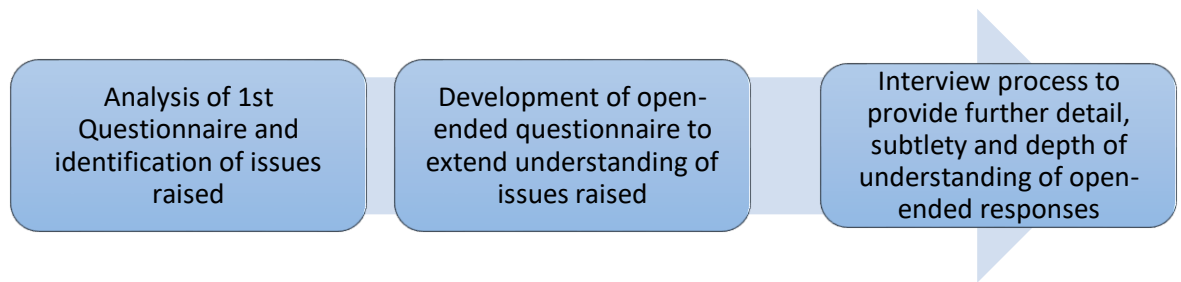 Analysis of 1st
Questionnaire and
identification of issues
raised
Development of open-
ended questionnaire to
extend understanding of
issues raised
Interview process to
provide further detail,
subtlety and depth of
understanding of open-
ended responses